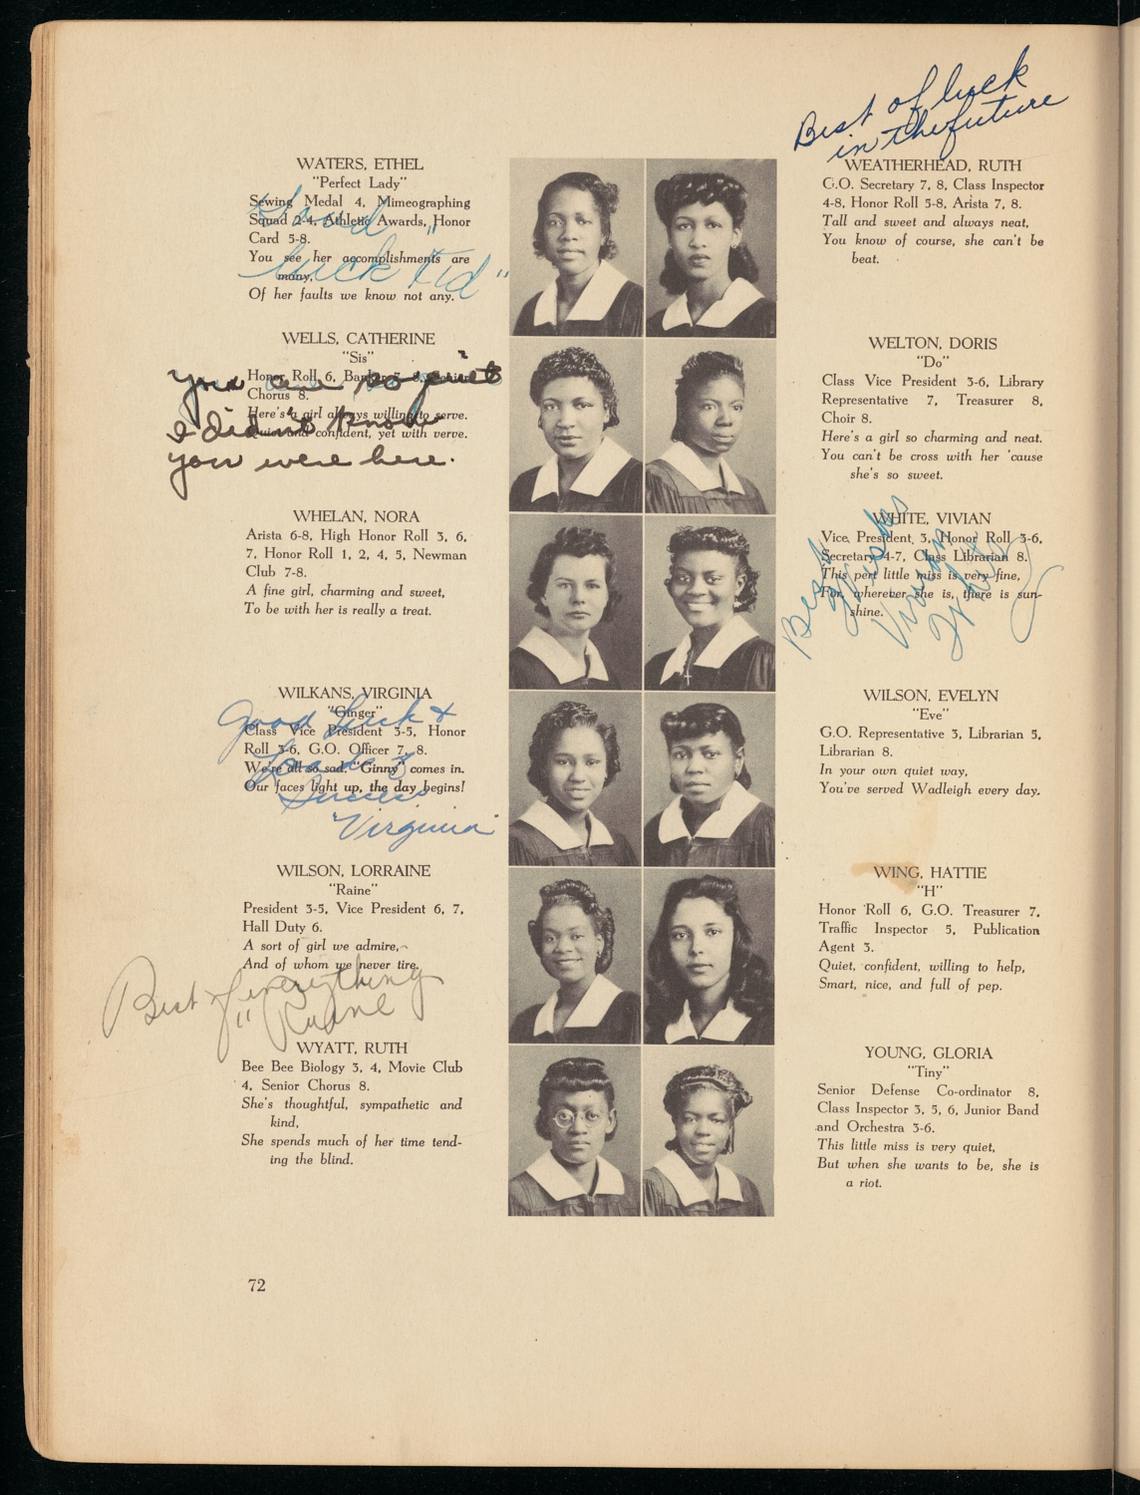 Best of luck
in the future
WATERS, ETHEL
"Perfect Lady"
Sewing Medal 4, Mimeographing
Squad 2-4, Athletic Awards, Honor
Card 5-8.
You see her accomplishments are
many,
Of her faults we know not any.
Good
luck Kid"
WEATHERHEAD, RUTH
G.O. Secretary 7, 8, Class Inspector
4-8, Honor Roll 5-8, Arista 7, 8.
Tall and sweet and always neat,
You know of course, she can't be
beat.
WELLS, CATHERINE
"Sis"
Honor Roll 6, Banker 7, 8, Senior
Chorus 8.
Here's a girl always willing to serve.
Quiet and confident, yet with verve.
you are so quiet
I didn't know
you were here.
WELTON, DORIS
"Do"
Class Vice President 3-6, Library
Representative 7, Treasurer 8,
Choir 8.
Here's a girl so charming and neat.
You can't be cross with her 'cause
she's so sweet.
WHELAN, NORA
Arista 6-8, High Honor Roll 3, 6,
7, Honor Roll 1, 2, 4, 5, Newman
Club 7-8.
A fine girl, charming and sweet,
To be with her is really a treat.
WHITE, VIVIAN
Vice President 3, Honor Roll 3-6,
Secretary 4-7, Class Librarian 8.
This pert little miss is very fine,
For, wherever she is, there is sun-
shine.
Best
Wishes
Vivian
White
WILKANS, VIRGINIA
"Ginger"
Class Vice President 3-5, Honor
Roll 3-6, G.O. Officer 7, 8.
We're all so sad. "Ginny" comes in.
Our faces light up, the day begins!
Good Luck &
Loads of
Success
Virginia
WILSON, EVELYN
"Eve"
G.O. Representative 3, Librarian 5,
Librarian 8.
In your own quiet way,
You've served Wadleigh every day.
WILSON, LORRAINE
"Raine"
President 3-5, Vice President 6, 7,
Hall Duty 6.
A sort of girl we admire,
And of whom we never tire.
Best of everything
WING, HATTIE
"H"
Honor Roll 6, G.O. Treasurer 7,
Traffic Inspector 5, Publication
Agent 3.
Quiet, confident, willing to help,
Smart, nice, and full of pep.
WYATT, RUTH
Bee Bee Biology 3, 4, Movie Club
4, Senior Chorus 8.
She's thoughtful, sympathetic and
kind,
She spends much of her time tend-
ing the blind.
YOUNG, GLORIA
"Tiny"
Senior Defense Co-ordinator 8,
Class Inspector 3, 5, 6, Junior Band
and Orchestra 3-6.
This little miss is very quiet,
But when she wants to be, she is
a riot.
72